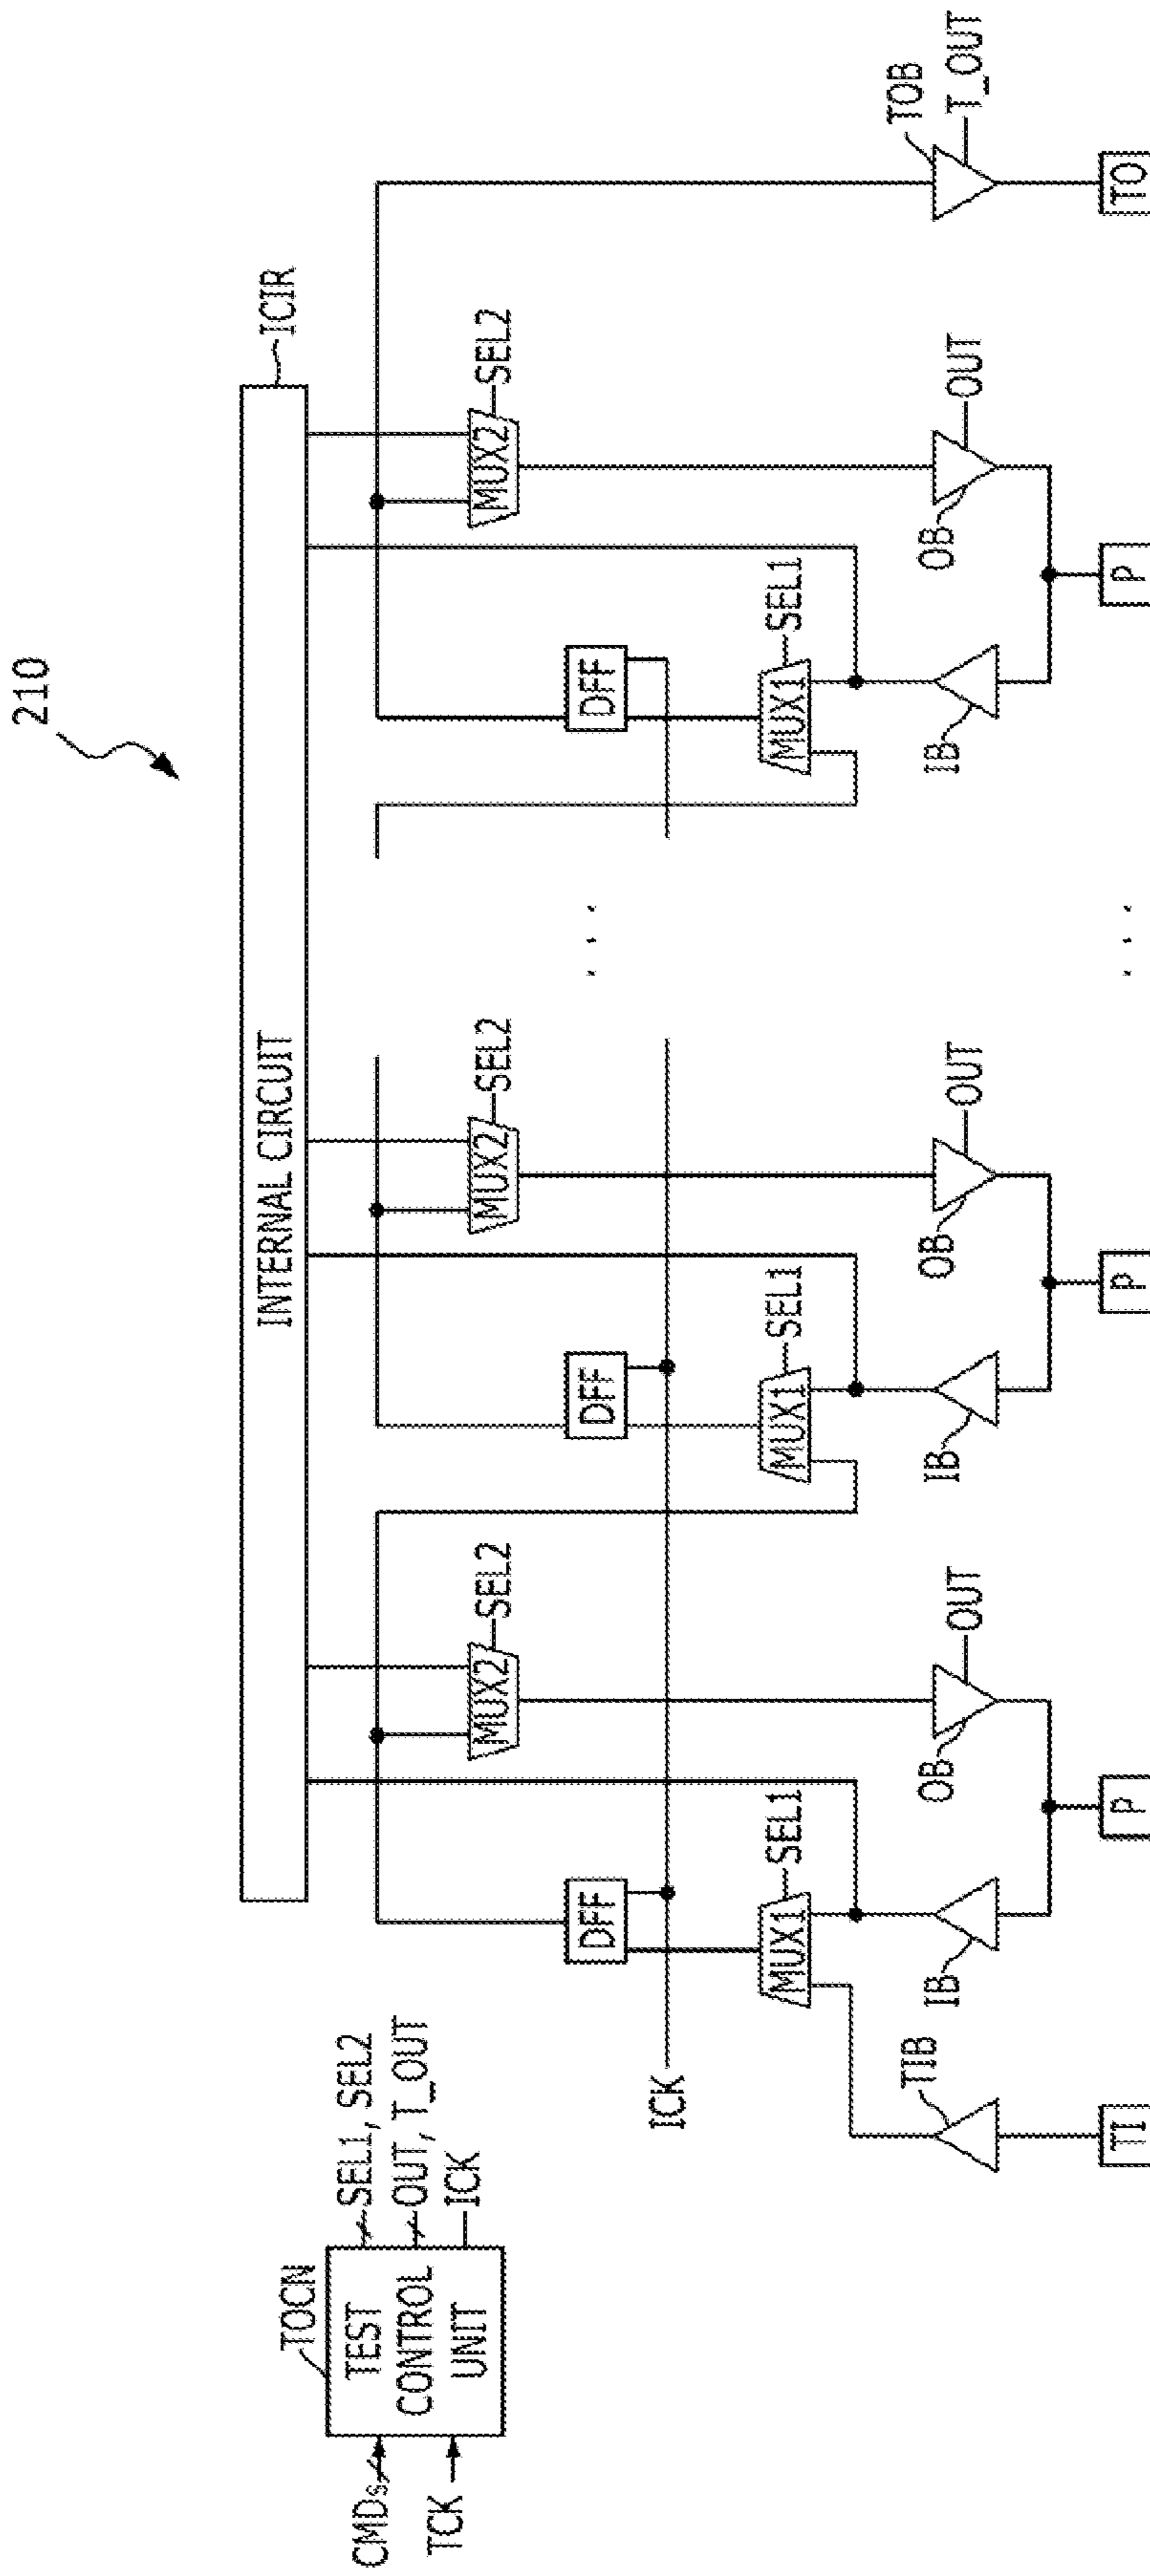 210
INTERNAL CIRCUIT
ICIR
TOCN
TEST
CONTROL
UNIT
CMDs
TCK
SEL1, SEL2
OUT, T_OUT
ICK
MUX2
SEL2
MUX2
SEL2
MUX2
SEL2
DFF
DFF
DFF
...
ICK
MUX1
SEL1
MUX1
SEL1
MUX1
SEL1
TIB
IB
OB
OUT
IB
OB
OUT
IB
OB
OUT
TOB
T_OUT
TI
P
P
...
P
TO